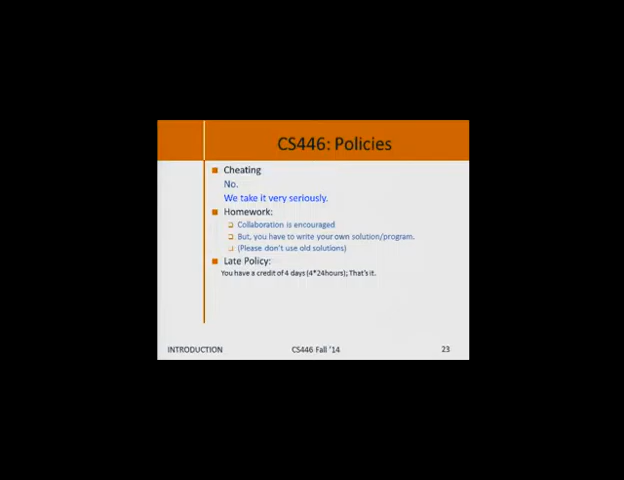 CS446: Policies
Cheating
No.
We take it very seriously.
Homework:
Collaboration is encouraged
But, you have to write your own solution/program.
(Please don't use old solutions)
Late Policy:
You have a credit of 4 days (4*24hours); That's it.
INTRODUCTION CS446 Fall '14 23